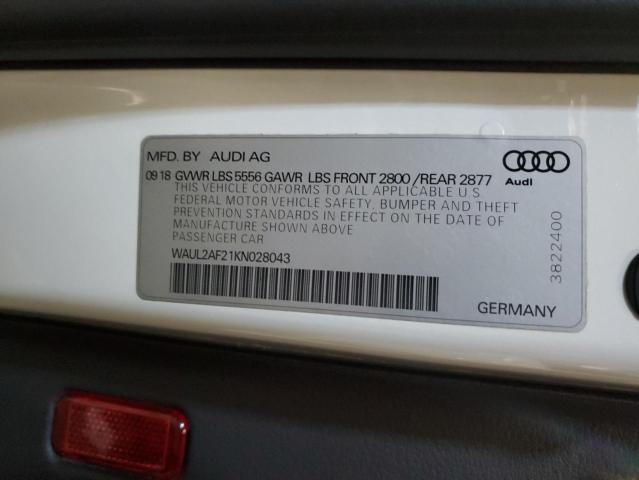 MFD. BY AUDI AG
09 18 GVWR LBS 5556 GAWR LBS FRONT 2800 /REAR 2877
THIS VEHICLE CONFORMS TO ALL APPLICABLE U S
FEDERAL MOTOR VEHICLE SAFETY, BUMPER AND THEFT
PREVENTION STANDARDS IN EFFECT ON THE DATE OF
MANUFACTURE SHOWN ABOVE
PASSENGER CAR
WAUL2AF21KN028043
GERMANY
Audi
3822400